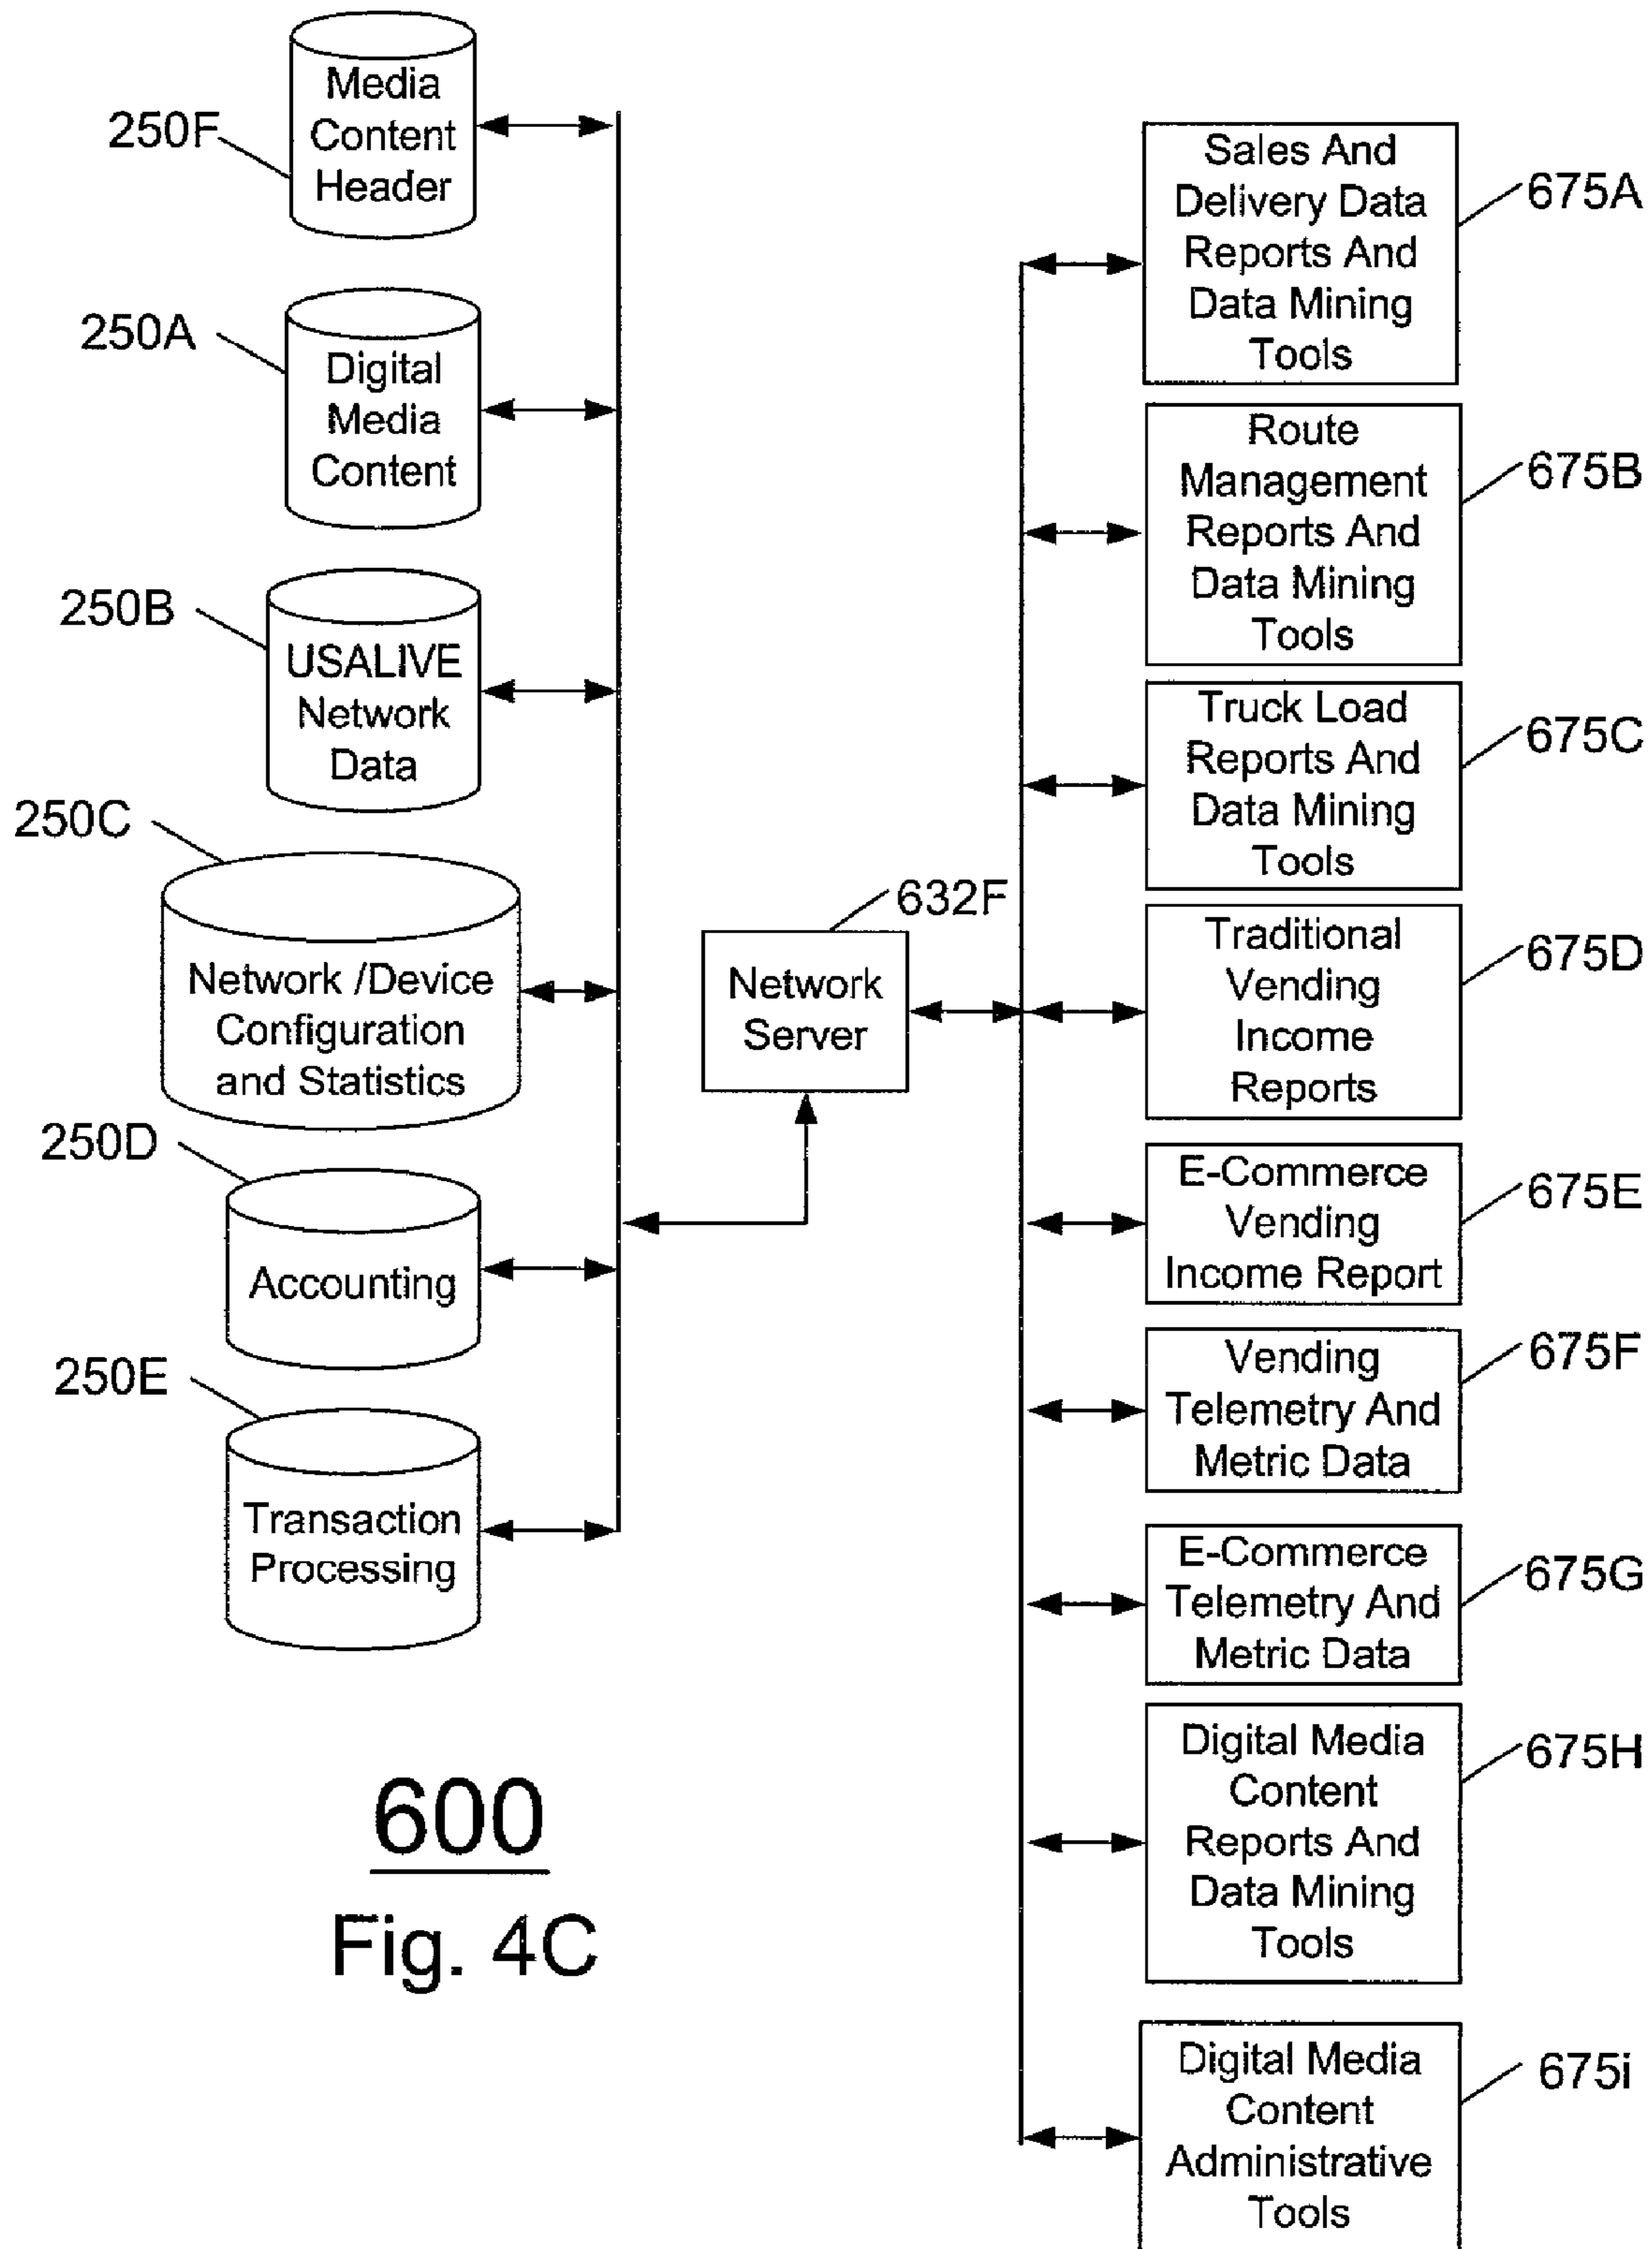 250F
Media
Content
Header
250A
Digital
Media
Content
250B
USALIVE
Network
Data
250C
Network /Device
Configuration
and Statistics
250D
Accounting
250E
Transaction
Processing
632F
Network
Server
Sales And
Delivery Data
Reports And
Data Mining
Tools
675A
Route
Management
Reports And
Data Mining
Tools
675B
Truck Load
Reports And
Data Mining
Tools
675C
Traditional
Vending
Income
Reports
675D
E-Commerce
Vending
Income Report
675E
Vending
Telemetry And
Metric Data
675F
E-Commerce
Telemetry And
Metric Data
675G
Digital Media
Content
Reports And
Data Mining
Tools
675H
Digital Media
Content
Administrative
Tools
675i
600
Fig. 4C